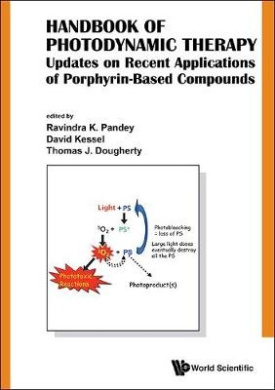 HANDBOOK OF
PHOTODYNAMIC THERAPY
Updates on Recent Applications
of Porphyrin-Based Compounds
edited by
Ravindra K. Pandey
David Kessel
Thomas J. Dougherty
Light + PS
³O₂ + PS*
Photobleaching
= loss of PS
Large light doses
eventually destroy
all the PS
¹O₂ + PS
Phototoxic
Reactions
Photoproduct(s)
World Scientific